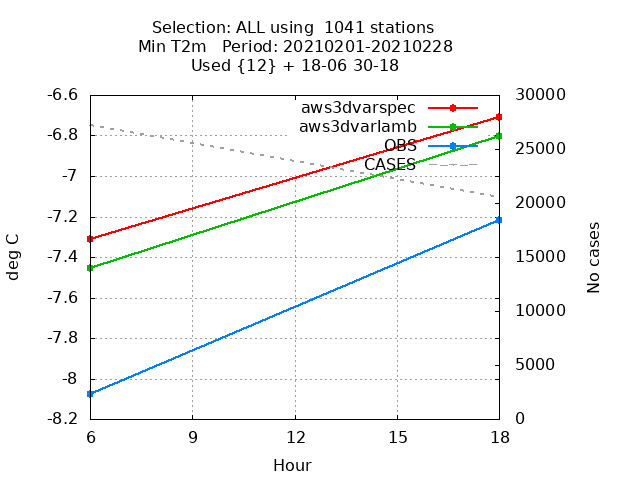 Selection: ALL using  1041 stations
Min T2m   Period: 20210201-20210228
Used {12} + 18-06 30-18
-6.6
-6.8
-7
-7.2
-7.4
-7.6
-7.8
-8
-8.2
deg C
30000
25000
20000
15000
10000
5000
0
No cases
aws3dvarspec
aws3dvarlamb
OBS
CASES
6
9
12
15
18
Hour